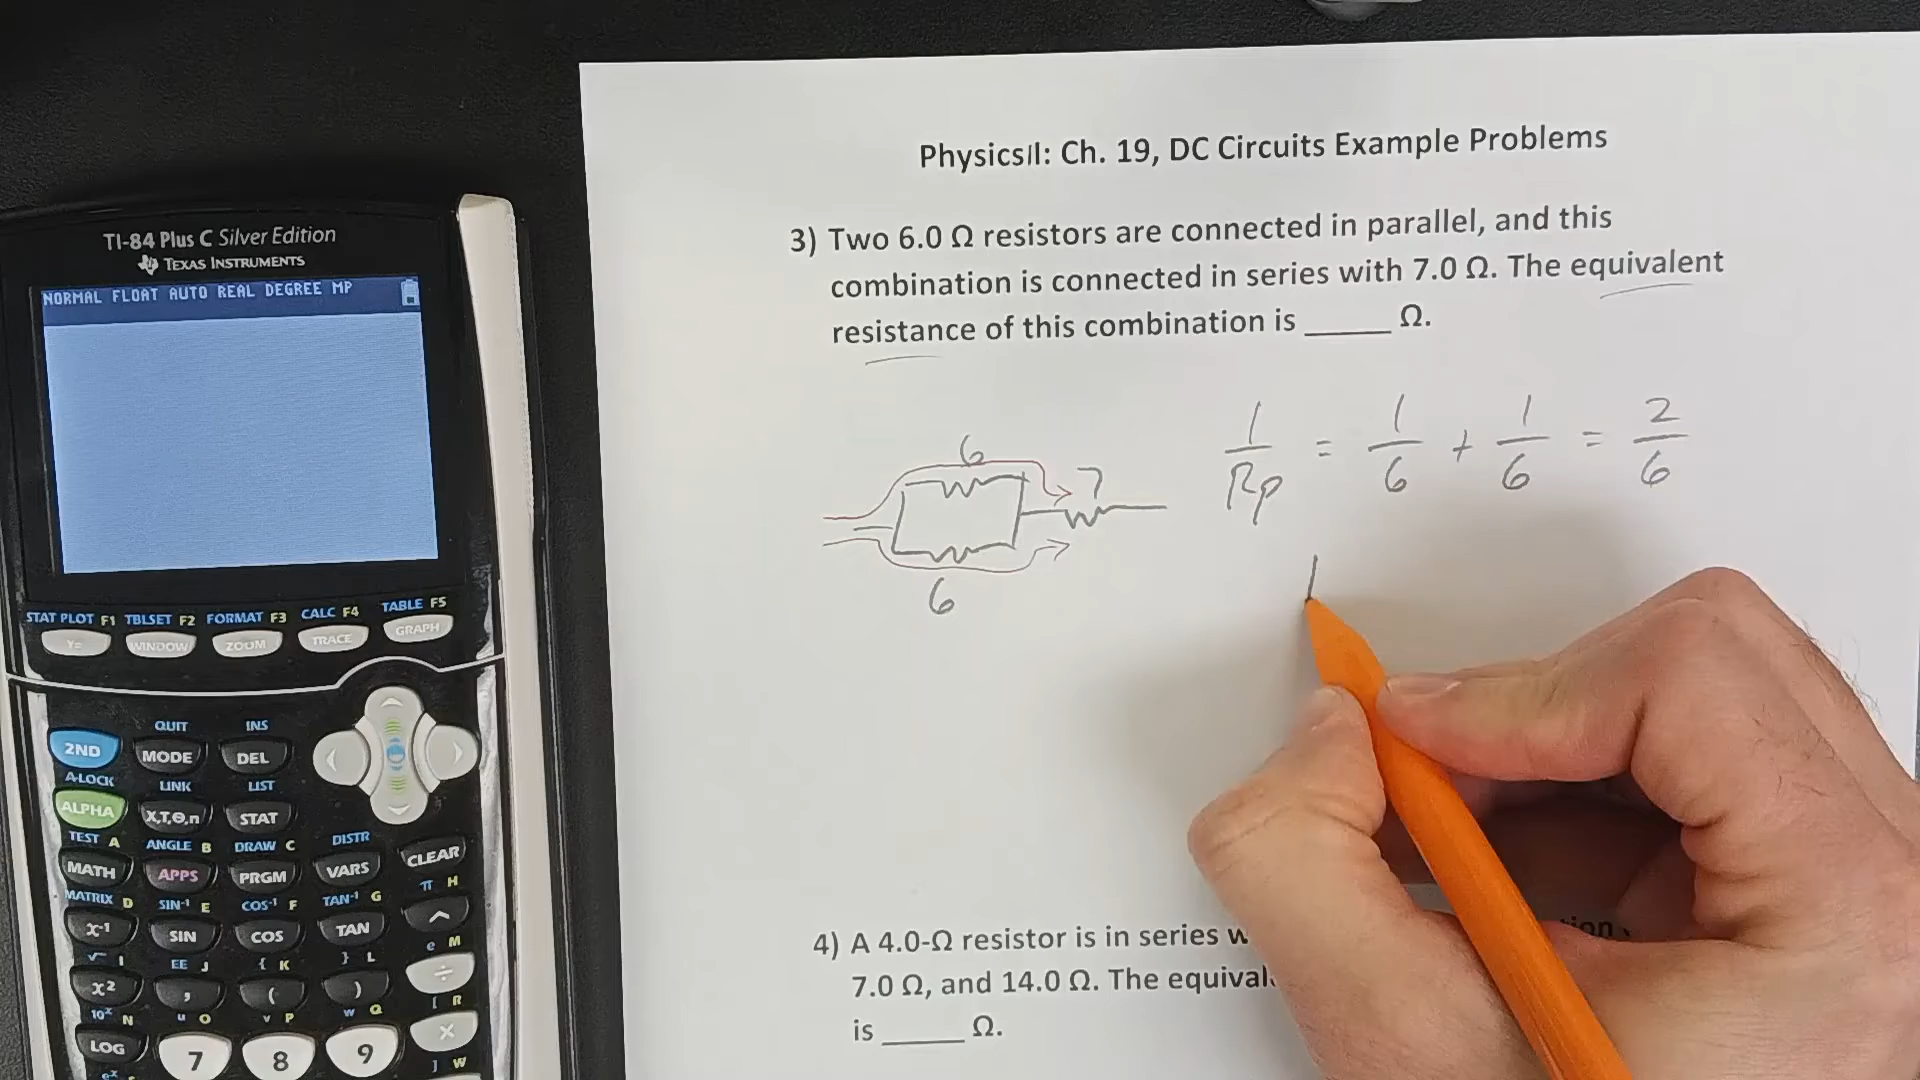 Physics II: Ch. 19, DC Circuits Example Problems
3) Two 6.0 Ω resistors are connected in parallel, and this
combination is connected in series with 7.0 Ω. The equivalent
resistance of this combination is _____ Ω.
6
7
6
1/Rp = 1/6 + 1/6 = 2/6
4) A 4.0-Ω resistor is in series
7.0 Ω, and 14.0 Ω. The
is _____ Ω.
TI-84 Plus C Silver Edition
TEXAS INSTRUMENTS
NORMAL FLOAT AUTO REAL DEGREE MP
STAT PLOT F1 TBLSET F2 FORMAT F3 CALC F4 TABLE F5
Y= WINDOW ZOOM TRACE GRAPH
QUIT INS
2ND MODE DEL
A-LOCK LINK LIST
ALPHA X,T,Θ,n STAT
TEST A ANGLE B DRAW C DISTR
MATH APPS PRGM VARS CLEAR
MATRIX D SIN⁻¹ E COS⁻¹ F TAN⁻¹ G π H
x⁻¹ SIN COS TAN ^
√ I EE J { K } L e M
x² , ( ) ÷
10ˣ N u O v P w Q [ R
LOG 7 8 9 ×
eˣ ] W